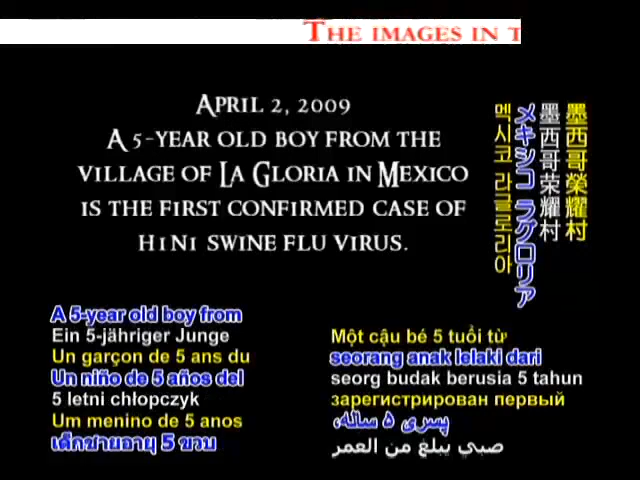 THE IMAGES IN T
APRIL 2, 2009
A 5-YEAR OLD BOY FROM THE
VILLAGE OF LA GLORIA IN MEXICO
IS THE FIRST CONFIRMED CASE OF
H1N1 SWINE FLU VIRUS.
墨西哥榮耀村
墨西哥荣耀村
メキシコ ラグロリア
멕시코 라글로리아
A 5-year old boy from
Ein 5-jähriger Junge
Un garçon de 5 ans du
Un niño de 5 años del
5 letni chłopczyk
Um menino de 5 anos
เด็กชายอายุ 5 ขวบ
Một cậu bé 5 tuổi từ
seorang anak lelaki dari
seorg budak berusia 5 tahun
зарегистрирован первый
پسری ۵ ساله،
صبي يبلغ من العمر